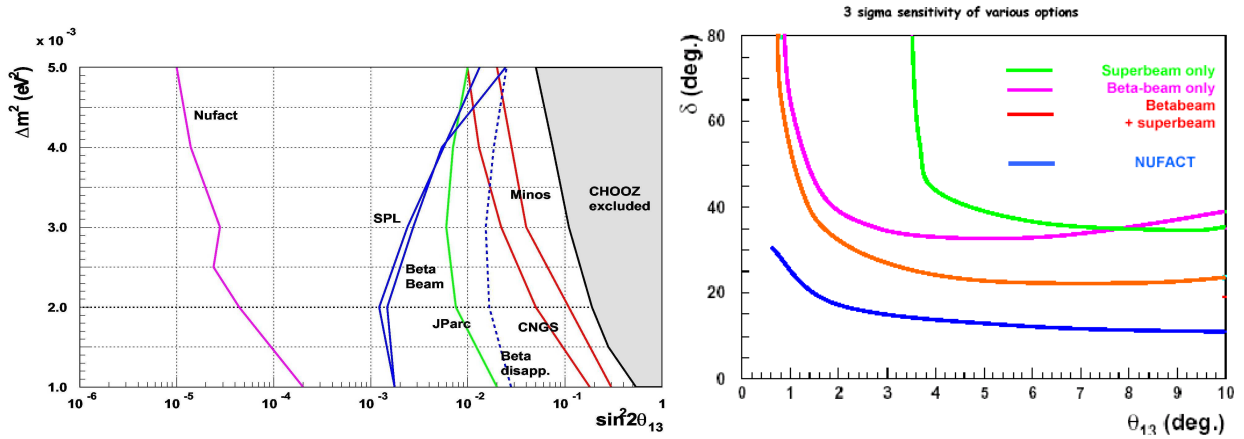 x 10⁻³
Δm² (eV²)
5.0
4.0
3.0
2.0
1.0
Nufact
SPL
Beta
Beam
JParc
Beta
disapp.
CNGS
Minos
CHOOZ
excluded
10⁻⁶
10⁻⁵
10⁻⁴
10⁻³
10⁻²
10⁻¹
1
sin²2θ₁₃
3 sigma sensitivity of various options
δ (deg.)
80
60
40
20
0
Superbeam only
Beta-beam only
Betabeam
+ superbeam
NUFACT
0 1 2 3 4 5 6 7 8 9 10
θ₁₃ (deg.)